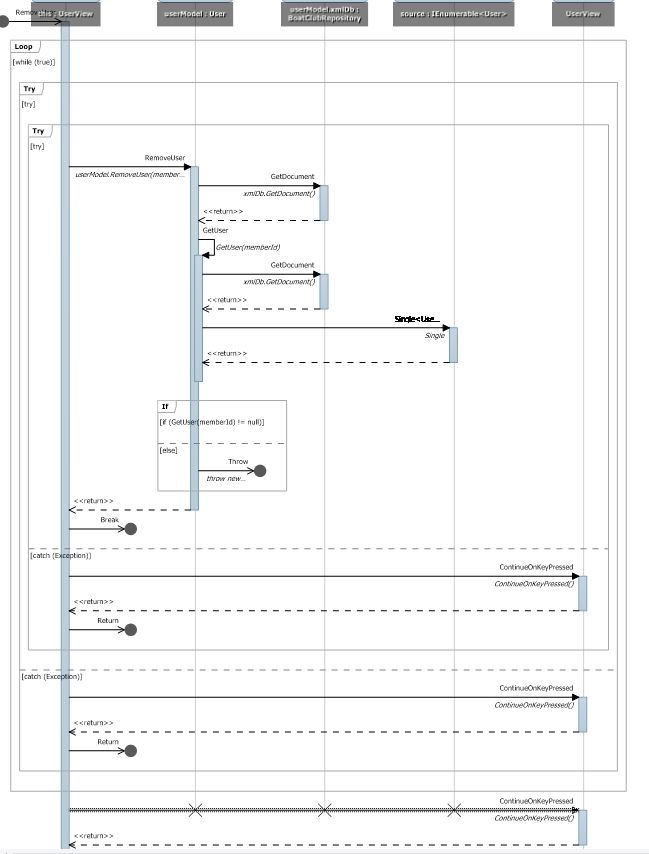 : UserView
userModel : User
userModel.xmlDb :
BoatClubRepository
source : IEnumerable<User>
UserView
Loop
[while (true)]
Try
[try]
Try
[try]
RemoveUser
userModel.RemoveUser(member...
GetDocument
xmlDb.GetDocument()
<<return>>
GetUser
GetUser(memberId)
GetDocument
xmlDb.GetDocument()
<<return>>
Single<Use...
Single
<<return>>
If
[if (GetUser(memberId) != null)]
[else]
Throw
throw new...
<<return>>
Break
[catch (Exception)]
ContinueOnKeyPressed
ContinueOnKeyPressed()
<<return>>
Return
[catch (Exception)]
ContinueOnKeyPressed
ContinueOnKeyPressed()
<<return>>
Return
ContinueOnKeyPressed
ContinueOnKeyPressed()
<<return>>